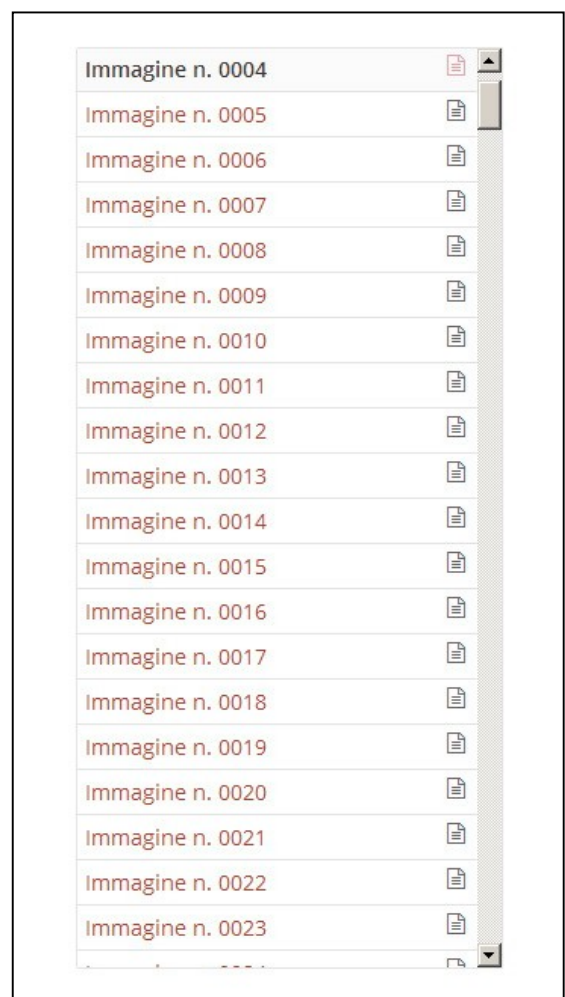 Immagine n. 0004
Immagine n. 0005
Immagine n. 0006
Immagine n. 0007
Immagine n. 0008
Immagine n. 0009
Immagine n. 0010
Immagine n. 0011
Immagine n. 0012
Immagine n. 0013
Immagine n. 0014
Immagine n. 0015
Immagine n. 0016
Immagine n. 0017
Immagine n. 0018
Immagine n. 0019
Immagine n. 0020
Immagine n. 0021
Immagine n. 0022
Immagine n. 0023